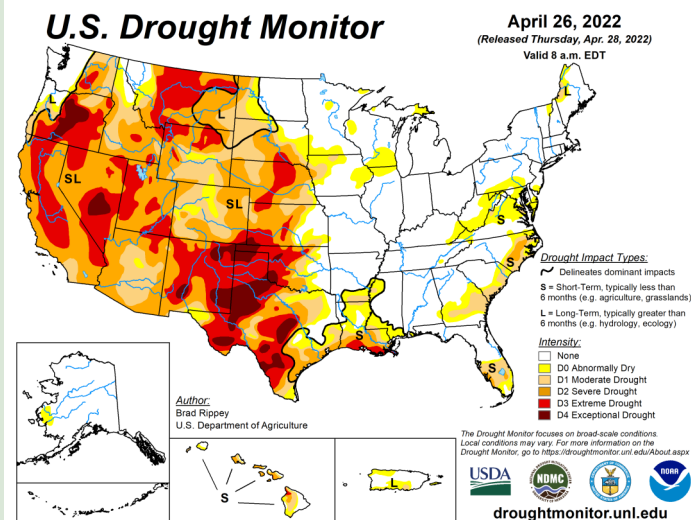 U.S. Drought Monitor
April 26, 2022
(Released Thursday, Apr. 28, 2022)
Valid 8 a.m. EDT
L
L
L
SL
SL
S
S
S
S
Drought Impact Types:
Delineates dominant impacts
S = Short-Term, typically less than
6 months (e.g. agriculture, grasslands)
L = Long-Term, typically greater than
6 months (e.g. hydrology, ecology)
Intensity:
None
D0 Abnormally Dry
D1 Moderate Drought
D2 Severe Drought
D3 Extreme Drought
D4 Exceptional Drought
Author:
Brad Rippey
U.S. Department of Agriculture
S
L
The Drought Monitor focuses on broad-scale conditions.
Local conditions may vary. For more information on the
Drought Monitor, go to https://droughtmonitor.unl.edu/About.aspx
USDA
NDMC
NOAA
droughtmonitor.unl.edu